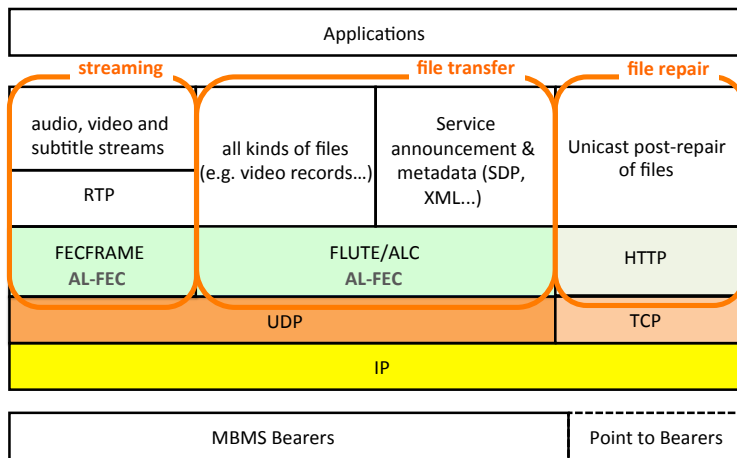 Applications
streaming
file transfer
file repair
audio, video and
subtitle streams
RTP
all kinds of files
(e.g. video records…)
Service
announcement &
metadata (SDP,
XML...)
Unicast post-repair
of files
FECFRAME
AL-FEC
FLUTE/ALC
AL-FEC
HTTP
UDP
TCP
IP
MBMS Bearers
Point to Bearers